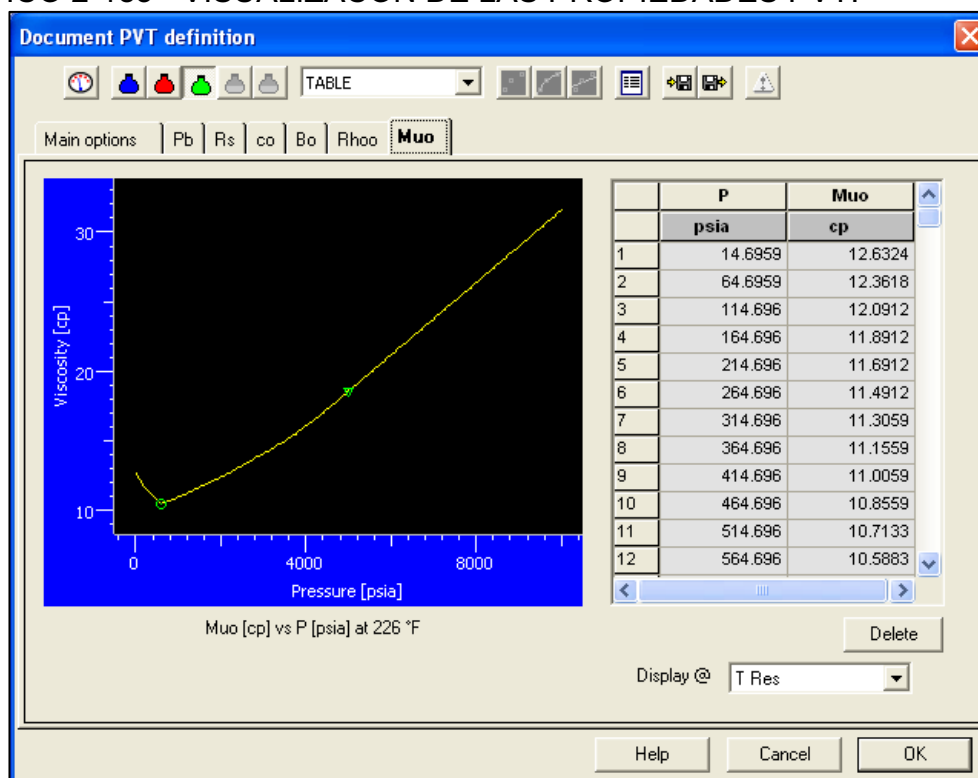 VISUALIZACION DE LAS PROPIEDADES PVT.
Document PVT definition
TABLE
Main options Pb Rs co Bo Rhoo Muo
30
20
10
Viscosity [cp]
0 4000 8000
Pressure [psia]
Muo [cp] vs P [psia] at 226 °F
P Muo
psia cp
1 14.6959 12.6324
2 64.6959 12.3618
3 114.696 12.0912
4 164.696 11.8912
5 214.696 11.6912
6 264.696 11.4912
7 314.696 11.3059
8 364.696 11.1559
9 414.696 11.0059
10 464.696 10.8559
11 514.696 10.7133
12 564.696 10.5883
Delete
Display @ T Res
Help Cancel OK